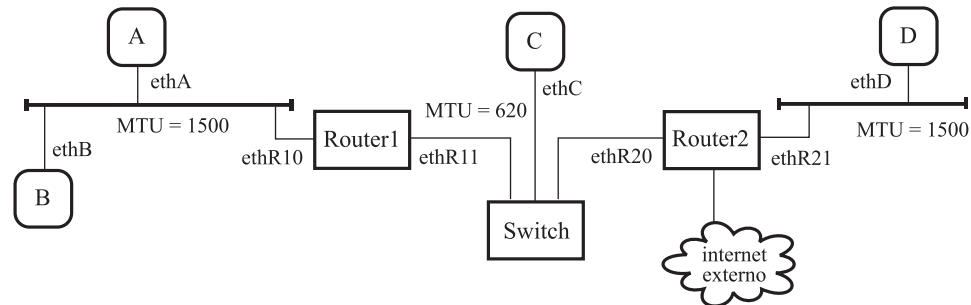 A
C
D
ethA
ethC
ethD
MTU = 1500
MTU = 620
MTU = 1500
ethB
ethR10
Router1
ethR11
ethR20
Router2
ethR21
B
Switch
internet
externo